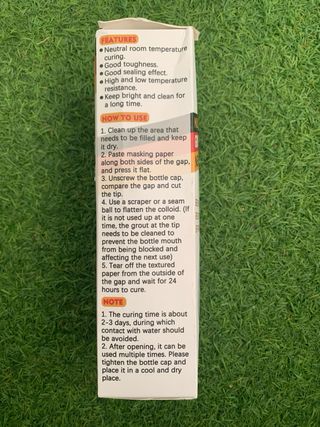 FEATURES
● Neutral room temperature
curing.
● Good toughness.
● Good sealing effect.
● High and low temperature
resistance.
● Keep bright and clean for
a long time.
HOW TO USE
1. Clean up the area that
needs to be filled and keep
it dry.
2. Paste masking paper
along both sides of the gap,
and press it flat.
3. Unscrew the bottle cap,
compare the gap and cut
the tip.
4. Use a scraper or a seam
ball to flatten the colloid. (If
it is not used up at one
time, the grout at the tip
needs to be cleaned to
prevent the bottle mouth
from being blocked and
affecting the next use)
5. Tear off the textured
paper from the outside of
the gap and wait for 24
hours to cure.
NOTE
1. The curing time is about
2-3 days, during which
contact with water should
be avoided.
2. After opening, it can be
used multiple times. Please
tighten the bottle cap and
place it in a cool and dry
place.